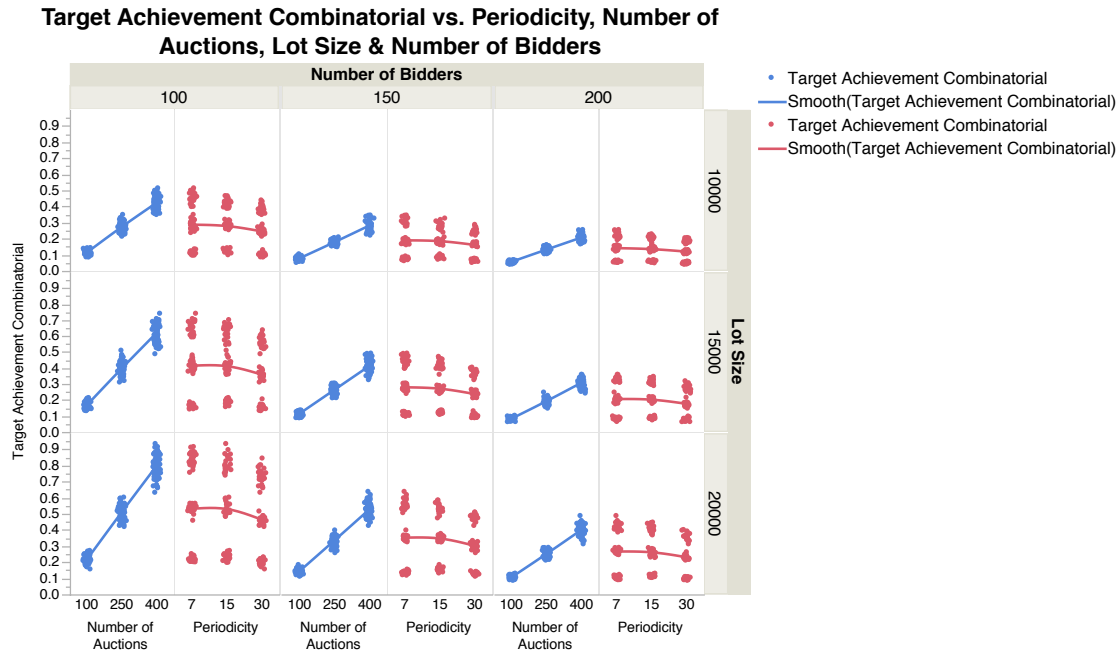 Target Achievement Combinatorial vs. Periodicity, Number of
Auctions, Lot Size & Number of Bidders
Number of Bidders
100 150 200
Target Achievement Combinatorial
Smooth(Target Achievement Combinatorial)
Target Achievement Combinatorial
Smooth(Target Achievement Combinatorial)
Target Achievement Combinatorial
0.9
0.8
0.7
0.6
0.5
0.4
0.3
0.2
0.1
0.0
10000
0.9
0.8
0.7
0.6
0.5
0.4
0.3
0.2
0.1
0.0
15000
Lot Size
0.9
0.8
0.7
0.6
0.5
0.4
0.3
0.2
0.1
0.0
20000
100 250 400 7 15 30 100 250 400 7 15 30 100 250 400 7 15 30
Number of Periodicity Number of Periodicity Number of Periodicity
Auctions Auctions Auctions